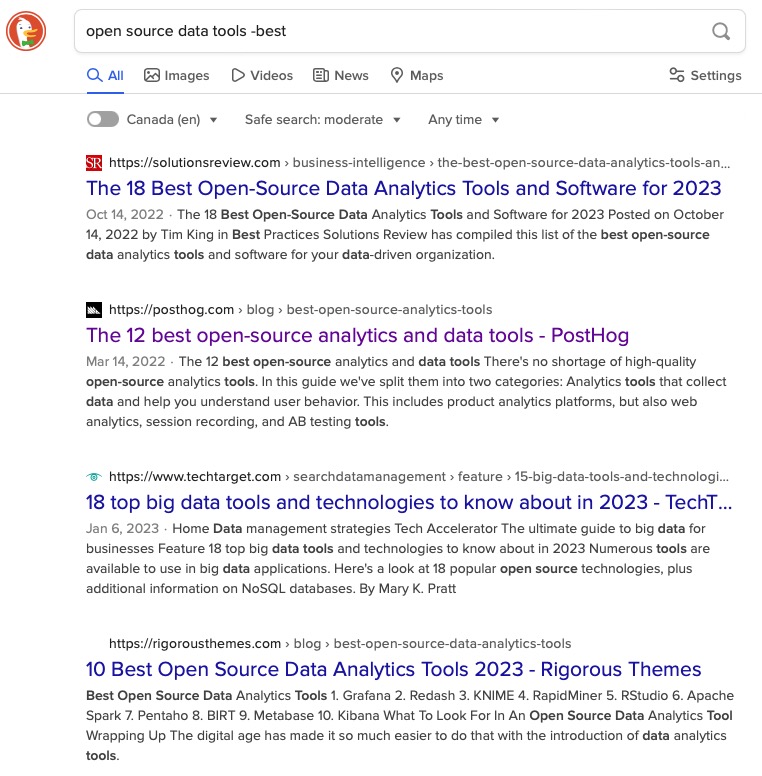 open source data tools -best
All Images Videos News Maps Settings
Canada (en) Safe search: moderate Any time
SR https://solutionsreview.com › business-intelligence › the-best-open-source-data-analytics-tools-an...
The 18 Best Open-Source Data Analytics Tools and Software for 2023
Oct 14, 2022 · The 18 Best Open-Source Data Analytics Tools and Software for 2023 Posted on October
14, 2022 by Tim King in Best Practices Solutions Review has compiled this list of the best open-source
data analytics tools and software for your data-driven organization.
https://posthog.com › blog › best-open-source-analytics-tools
The 12 best open-source analytics and data tools - PostHog
Mar 14, 2022 · The 12 best open-source analytics and data tools There's no shortage of high-quality
open-source analytics tools. In this guide we've split them into two categories: Analytics tools that collect
data and help you understand user behavior. This includes product analytics platforms, but also web
analytics, session recording, and AB testing tools.
https://www.techtarget.com › searchdatamanagement › feature › 15-big-data-tools-and-technologi...
18 top big data tools and technologies to know about in 2023 - TechT...
Jan 6, 2023 · Home Data management strategies Tech Accelerator The ultimate guide to big data for
businesses Feature 18 top big data tools and technologies to know about in 2023 Numerous tools are
available to use in big data applications. Here's a look at 18 popular open source technologies, plus
additional information on NoSQL databases. By Mary K. Pratt
https://rigorousthemes.com › blog › best-open-source-data-analytics-tools
10 Best Open Source Data Analytics Tools 2023 - Rigorous Themes
Best Open Source Data Analytics Tools 1. Grafana 2. Redash 3. KNIME 4. RapidMiner 5. RStudio 6. Apache
Spark 7. Pentaho 8. BIRT 9. Metabase 10. Kibana What To Look For In An Open Source Data Analytics Tool
Wrapping Up The digital age has made it so much easier to do that with the introduction of data analytics
tools.